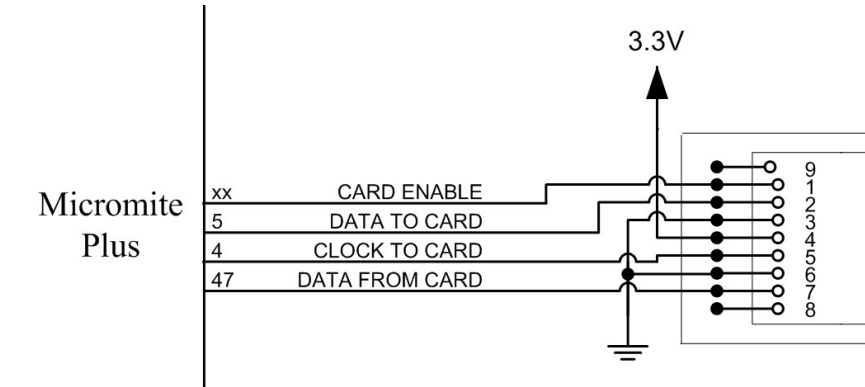 3.3V
Micromite
Plus
xx CARD ENABLE
5 DATA TO CARD
4 CLOCK TO CARD
47 DATA FROM CARD
9
1
2
3
4
5
6
7
8